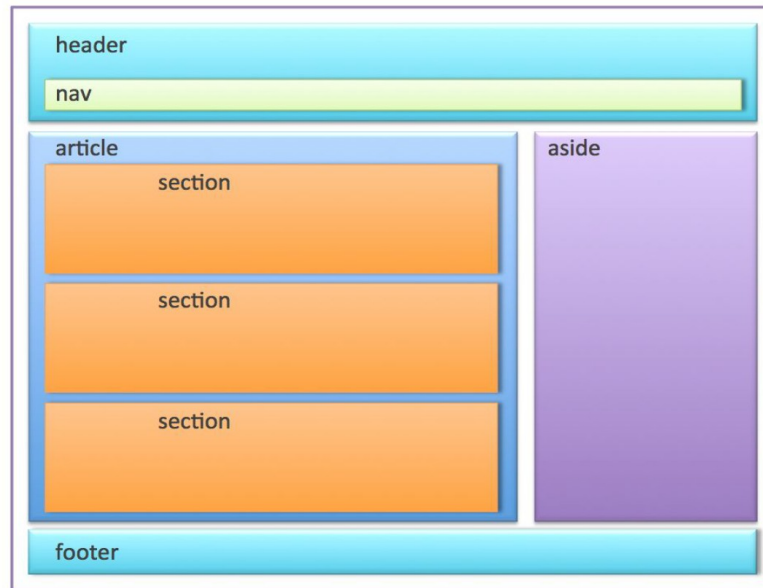 header
nav
article
aside
section
section
section
footer